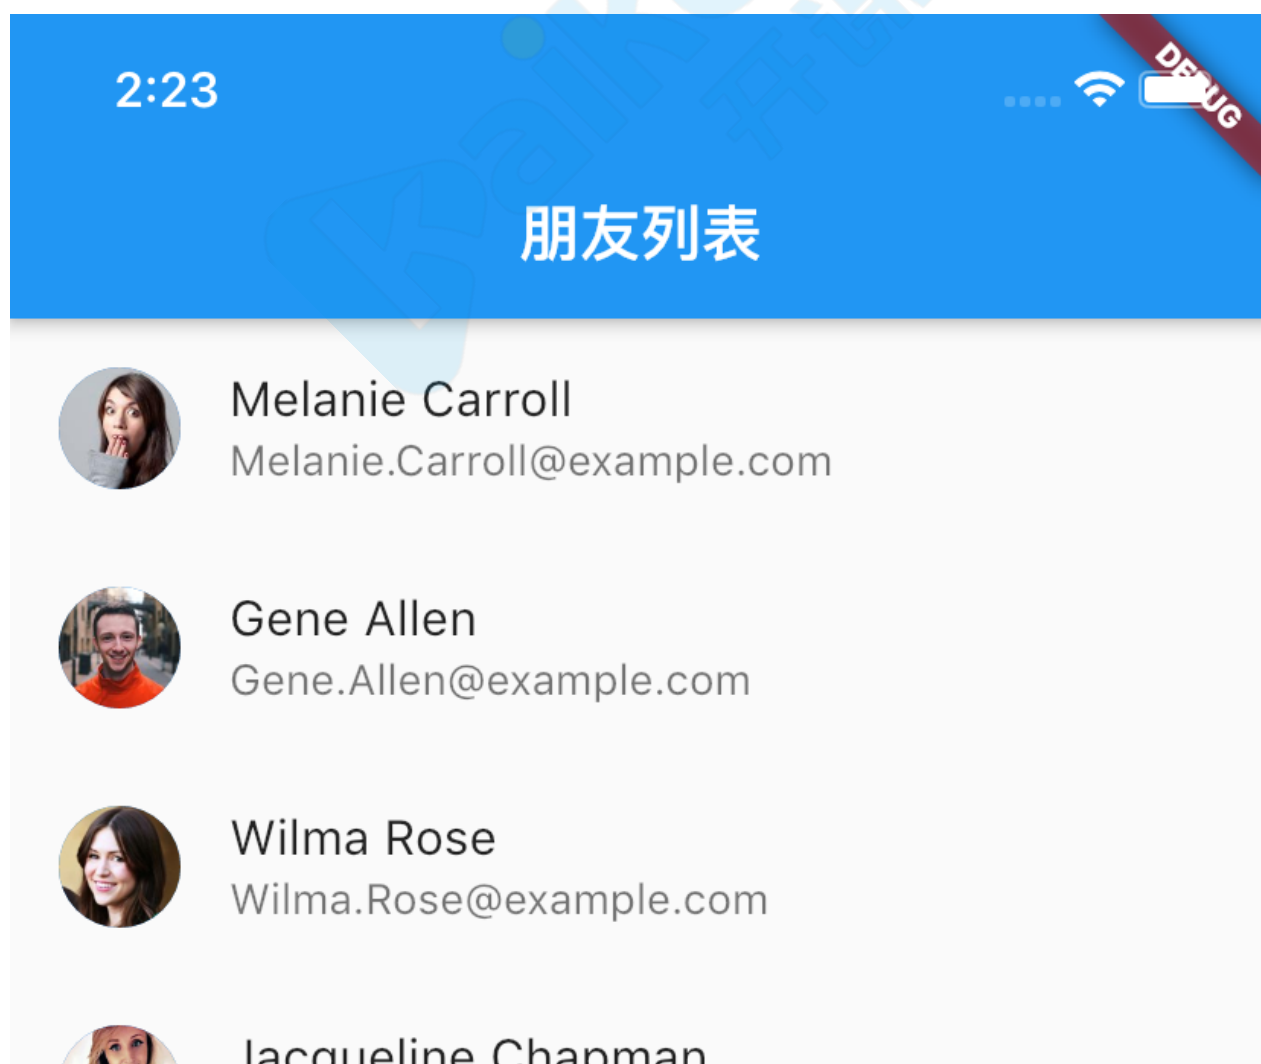 2:23
DEBUG
朋友列表
Melanie Carroll
Melanie.Carroll@example.com
Gene Allen
Gene.Allen@example.com
Wilma Rose
Wilma.Rose@example.com
Jacqueline Chapman